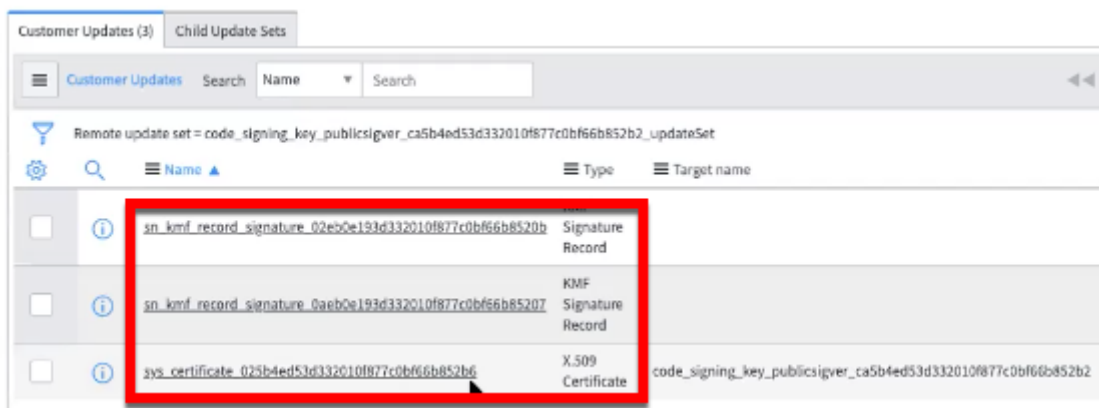 Customer Updates (3) Child Update Sets
Customer Updates Search Name Search
Remote update set = code_signing_key_publicsigver_ca5b4ed53d332010f877c0bf66b852b2_updateSet
Name Type Target name
sn_kmf_record_signature_02eb0e193d332010f877c0bf66b8520b Signature
Record
KMF
sn_kmf_record_signature_0aeb0e193d332010f877c0bf66b85207 Signature
Record
X.509
sys_certificate_025b4ed53d332010f877c0bf66b852b6 code_signing_key_publicsigver_ca5b4ed53d332010f877c0bf66b852b2
Certificate